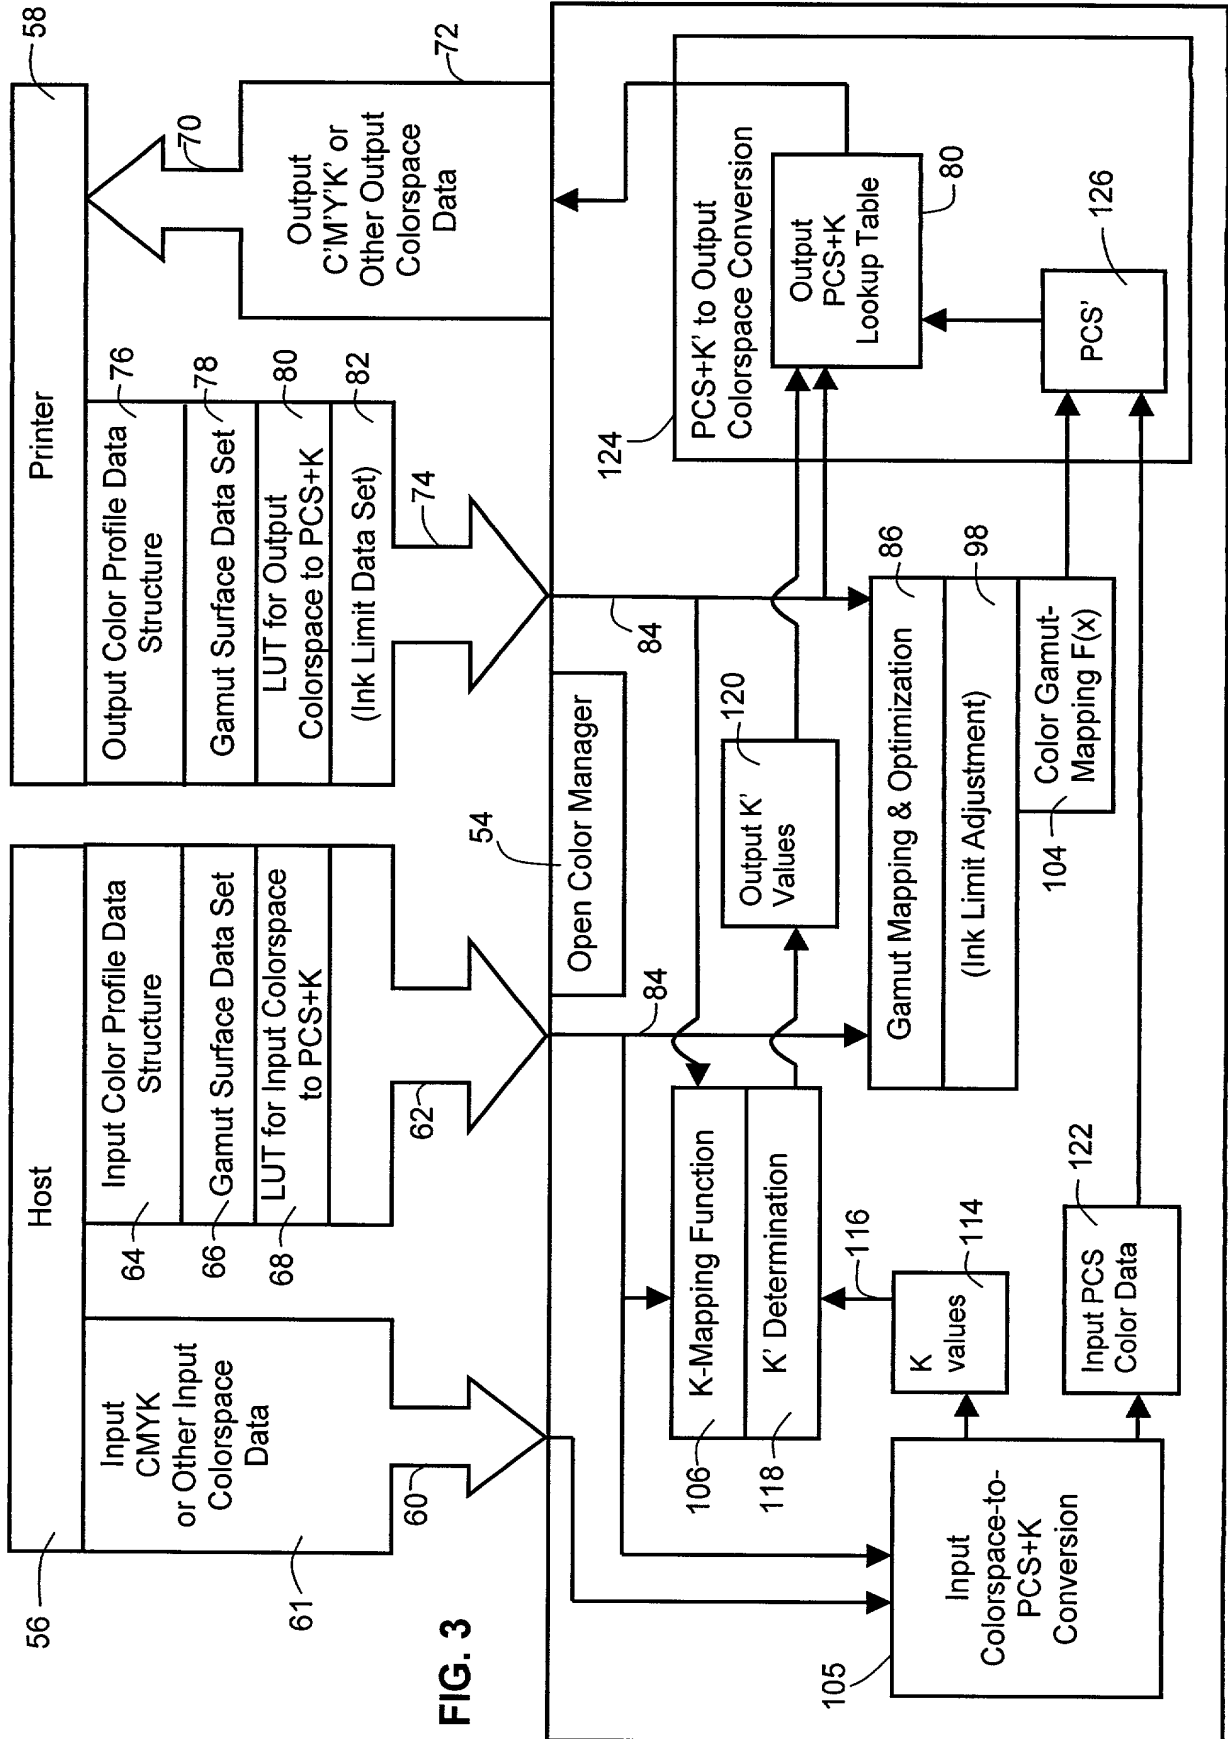 Host
56
Input
CMYK
or Other Input
Colorspace
Data
61
60
Input Color Profile Data
Structure
64
Gamut Surface Data Set
66
LUT for Input Colorspace
to PCS+K
68
62
Printer
58
Output Color Profile Data
Structure
76
Gamut Surface Data Set
78
LUT for Output
Colorspace to PCS+K
80
(Ink Limit Data Set)
82
74
70
Output
C'M'Y'K' or
Other Output
Colorspace
Data
72
FIG. 3
54
Open Color Manager
84
84
K-Mapping Function
106
K' Determination
118
116
K
values
114
Output K'
Values
120
Input
Colorspace-to-
PCS+K
Conversion
105
Input PCS
Color Data
122
Gamut Mapping & Optimization
86
(Ink Limit Adjustment)
98
Color Gamut-
Mapping F(x)
104
124
PCS+K' to Output
Colorspace Conversion
Output
PCS+K
Lookup Table
80
PCS'
126